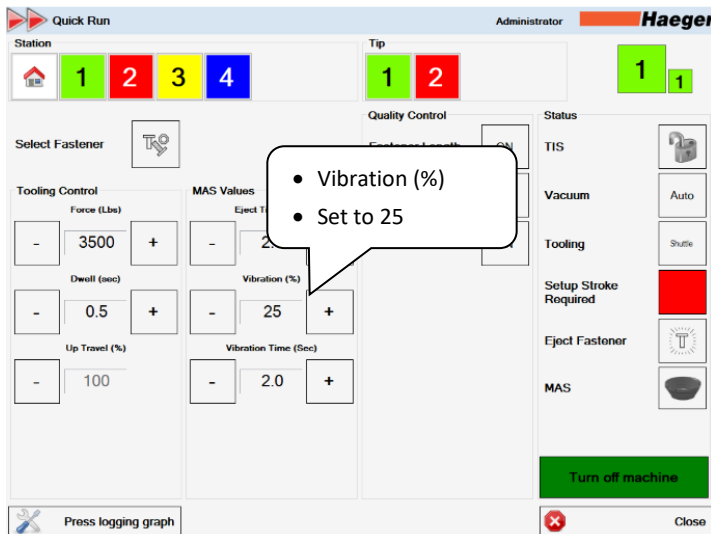 Quick Run
Administrator
Haeger
Station
1 2 3 4
Tip
1 2
1
1
Select Fastener
Quality Control
ON
• Vibration (%)
• Set to 25
Status
TIS
Vacuum
Auto
Tooling
Shuttle
Setup Stroke
Required
Eject Fastener
MAS
Tooling Control
Force (Lbs)
- 3500 +
Dwell (sec)
- 0.5 +
Up Travel (%)
- 100
MAS Values
Eject
-
Vibration (%)
- 25 +
Vibration Time (Sec)
- 2.0 +
Turn off machine
Press logging graph
Close